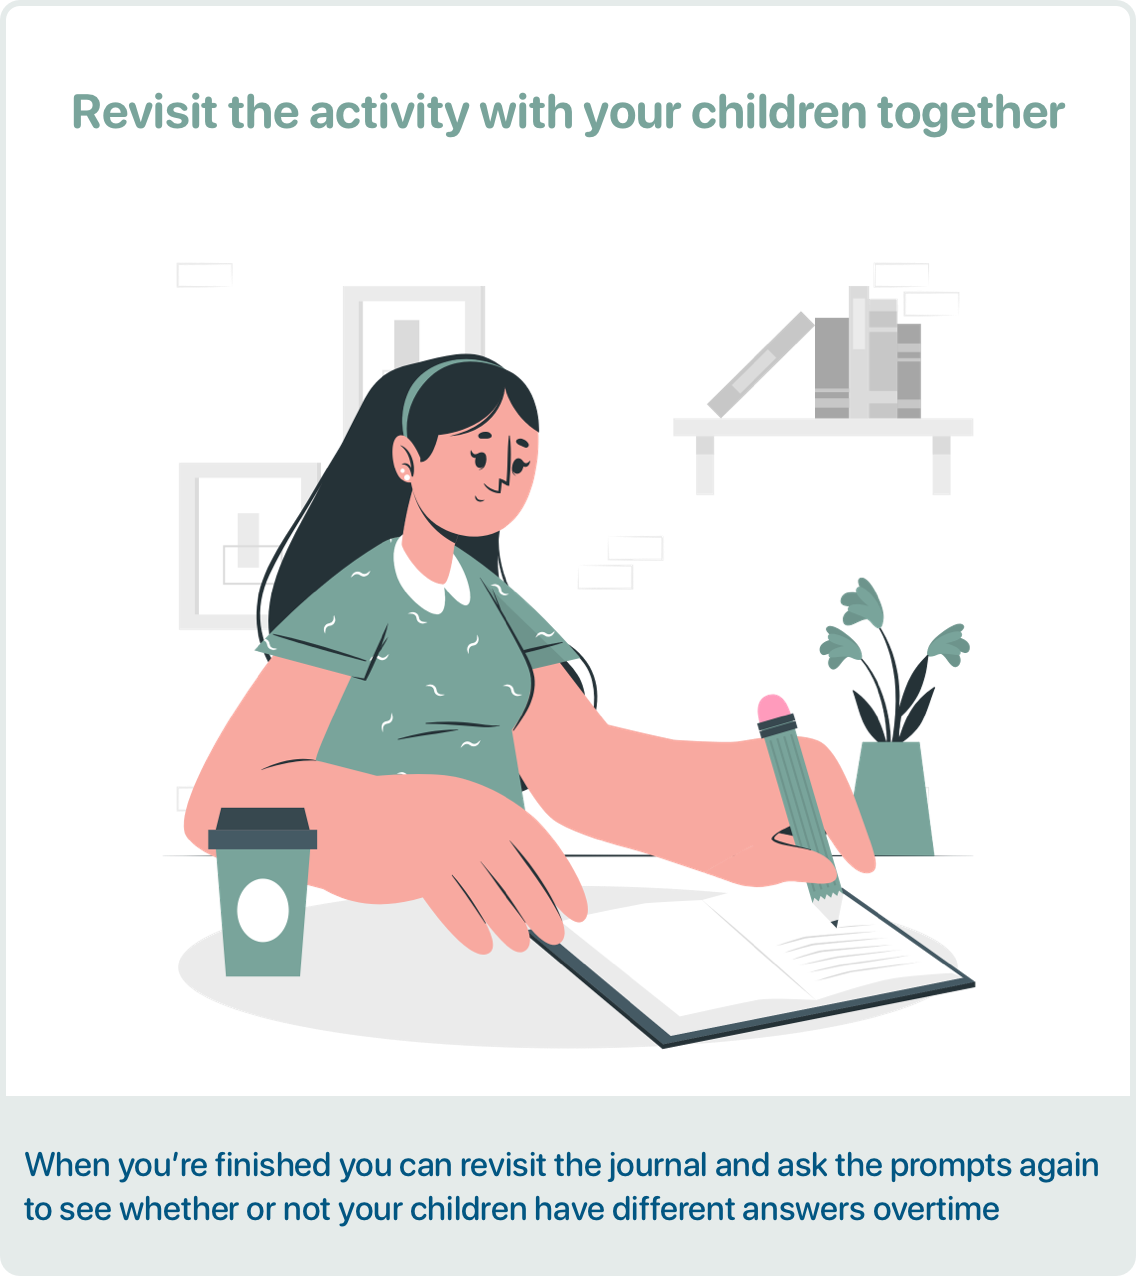 Revisit the activity with your children together
When you’re finished you can revisit the journal and ask the prompts again
to see whether or not your children have different answers overtime